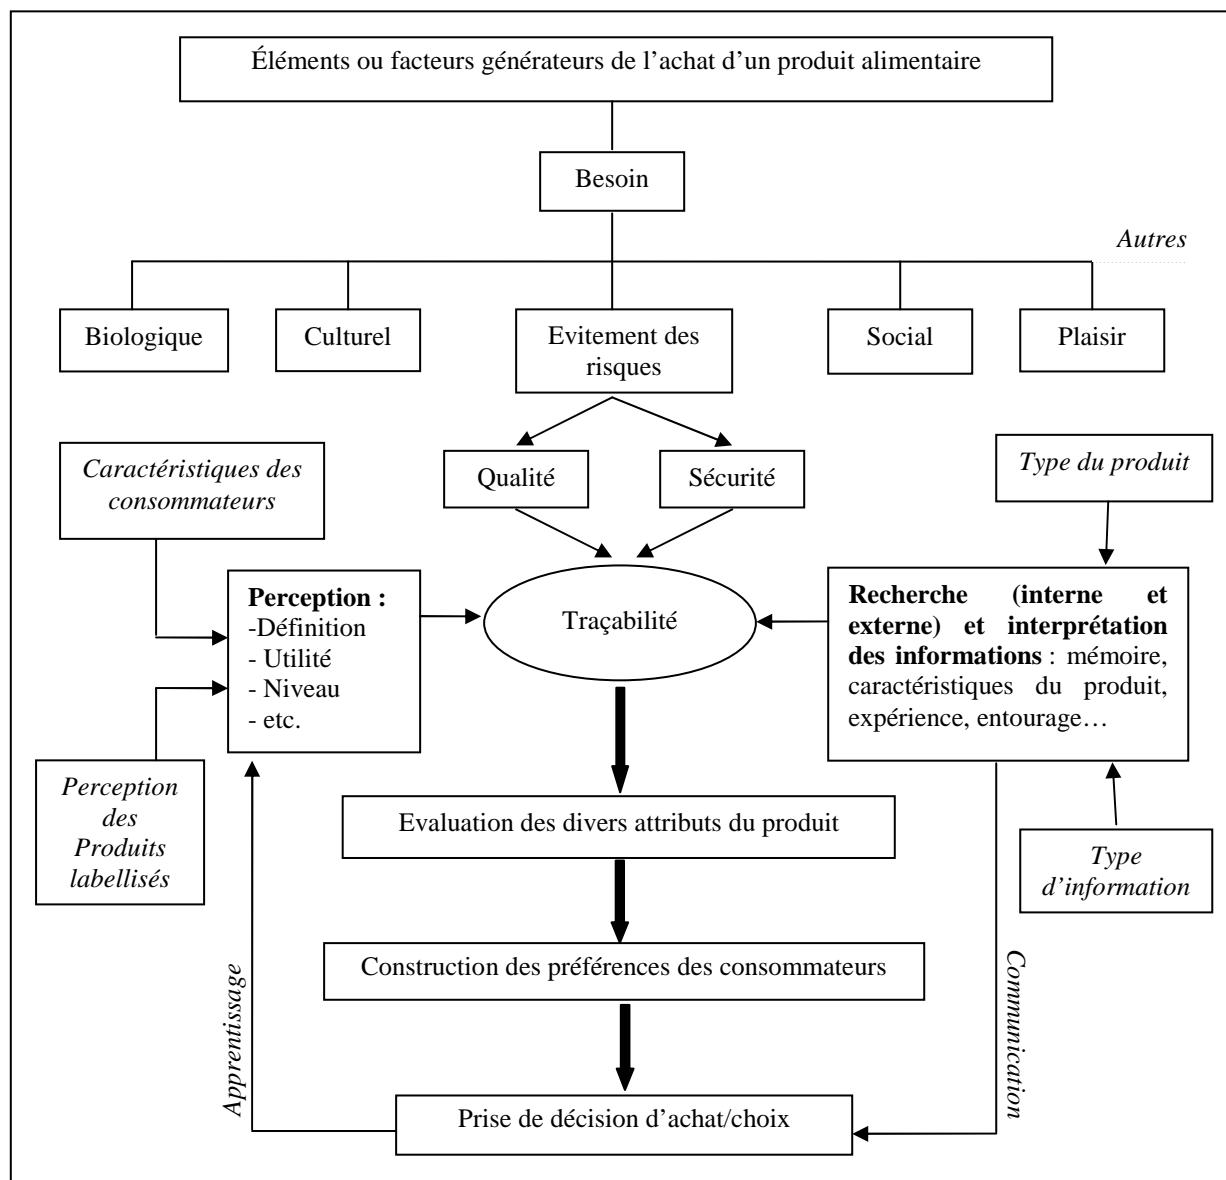 Éléments ou facteurs générateurs de l’achat d’un produit alimentaire
Besoin
Autres
Biologique
Culturel
Evitement des
risques
Social
Plaisir
Caractéristiques des
consommateurs
Qualité
Sécurité
Type du produit
Perception :
-Définition
- Utilité
- Niveau
- etc.
Traçabilité
Recherche (interne et
externe) et interprétation
des informations : mémoire,
caractéristiques du produit,
expérience, entourage…
Perception
des
Produits
labellisés
Evaluation des divers attributs du produit
Type
d’information
Construction des préférences des consommateurs
Apprentissage
Communication
Prise de décision d’achat/choix